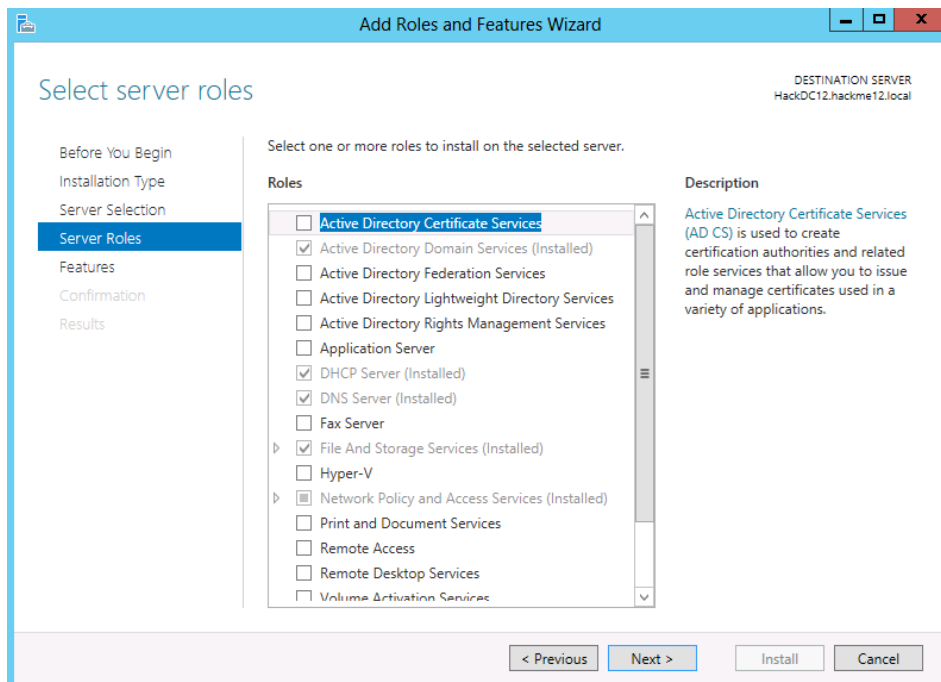 Add Roles and Features Wizard
Select server roles
DESTINATION SERVER
HackDC12.hackme12.local
Before You Begin
Installation Type
Server Selection
Server Roles
Features
Confirmation
Results
Select one or more roles to install on the selected server.
Roles
Active Directory Certificate Services
Active Directory Domain Services (Installed)
Active Directory Federation Services
Active Directory Lightweight Directory Services
Active Directory Rights Management Services
Application Server
DHCP Server (Installed)
DNS Server (Installed)
Fax Server
File And Storage Services (Installed)
Hyper-V
Network Policy and Access Services (Installed)
Print and Document Services
Remote Access
Remote Desktop Services
Volume Activation Services
Description
Active Directory Certificate Services
(AD CS) is used to create
certification authorities and related
role services that allow you to issue
and manage certificates used in a
variety of applications.
< Previous
Next >
Install
Cancel